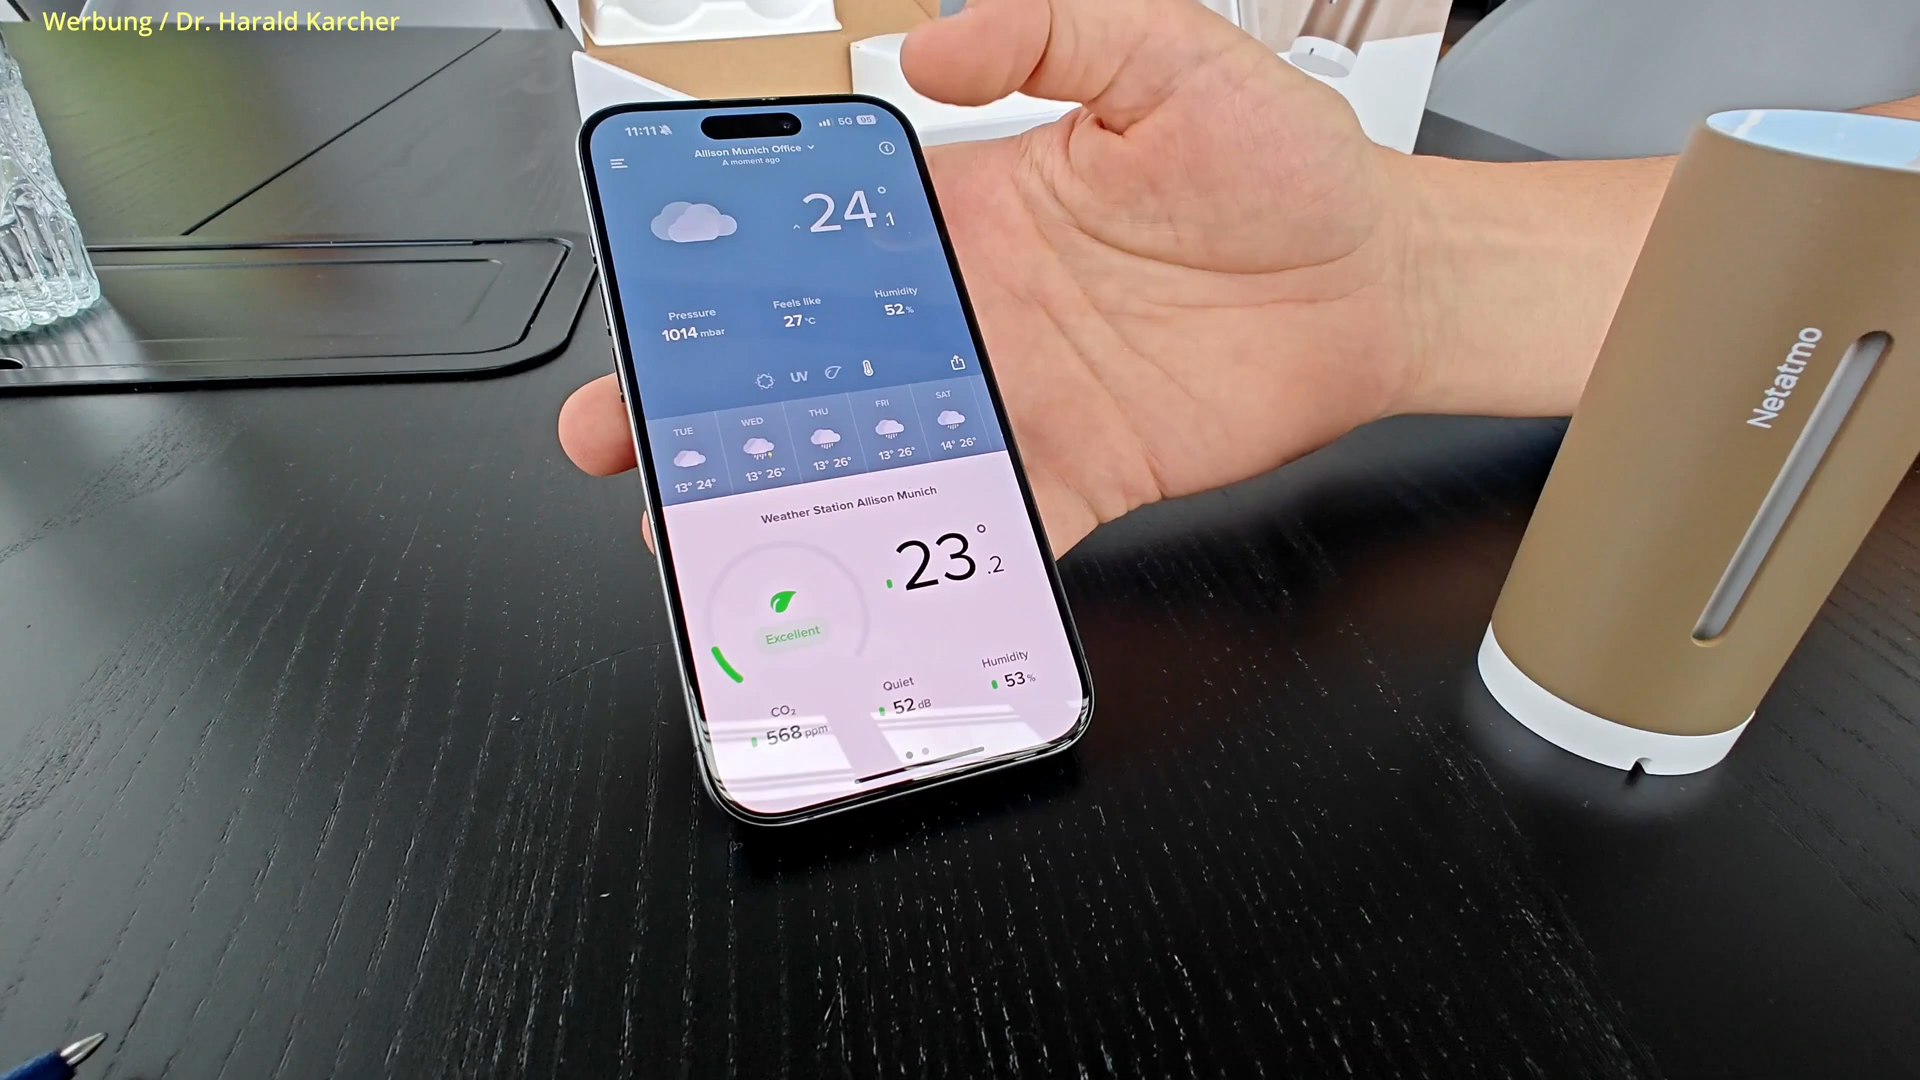 Werbung / Dr. Harald Karcher
11:11 5G 95
Allison Munich Office
A moment ago
24°.1
Pressure Feels like Humidity
1014 mbar 27 °C 52 %
UV
TUE WED THU FRI SAT
13° 24° 13° 26° 13° 26° 13° 26° 14° 26°
Weather Station Allison Munich
23°.2
Excellent
CO₂ Quiet Humidity
568 ppm 52 dB 53 %
Netatmo